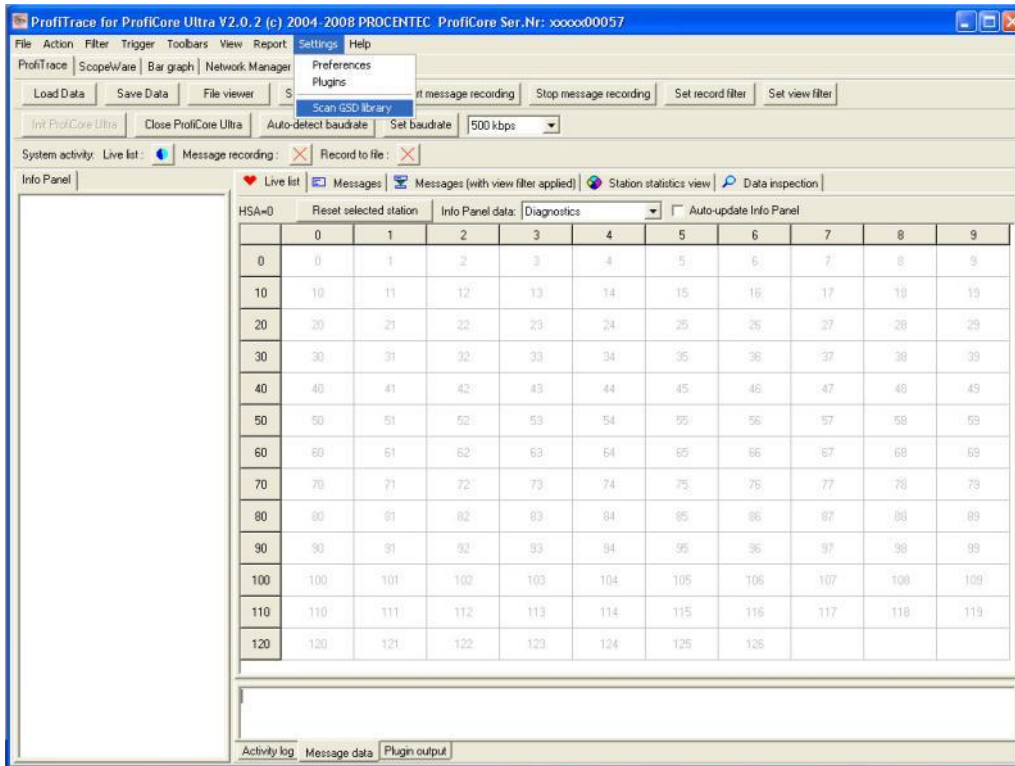 ProfiTrace for ProfiCore Ultra V2.0.2 (c) 2004-2008 PROCENTEC ProfiCore Ser.Nr: xxxxx00057
File Action Filter Trigger Toolbars View Report Settings Help
ProfiTrace ScopeWare Bar graph Network Manager
Preferences
Plugins
Scan GSD library
Load Data Save Data File viewer S rt message recording Stop message recording Set record filter Set view filter
Init ProfiCore Ultra Close ProfiCore Ultra Auto-detect baudrate Set baudrate 500 kbps
System activity: Live list : Message recording : Record to file :
Info Panel
Live list Messages Messages (with view filter applied) Station statistics view Data inspection
HSA=0 Reset selected station Info Panel data: Diagnostics Auto-update Info Panel
0 1 2 3 4 5 6 7 8 9
0 0 1 2 3 4 5 6 7 8 9
10 10 11 12 13 14 15 16 17 18 19
20 20 21 22 23 24 25 26 27 28 29
30 30 31 32 33 34 35 36 37 38 39
40 40 41 42 43 44 45 46 47 48 49
50 50 51 52 53 54 55 56 57 58 59
60 60 61 62 63 64 65 66 67 68 69
70 70 71 72 73 74 75 76 77 78 79
80 80 81 82 83 84 85 86 87 88 89
90 90 91 92 93 94 95 96 97 98 99
100 100 101 102 103 104 105 106 107 108 109
110 110 111 112 113 114 115 116 117 118 119
120 120 121 122 123 124 125 126
Activity log Message data Plugin output